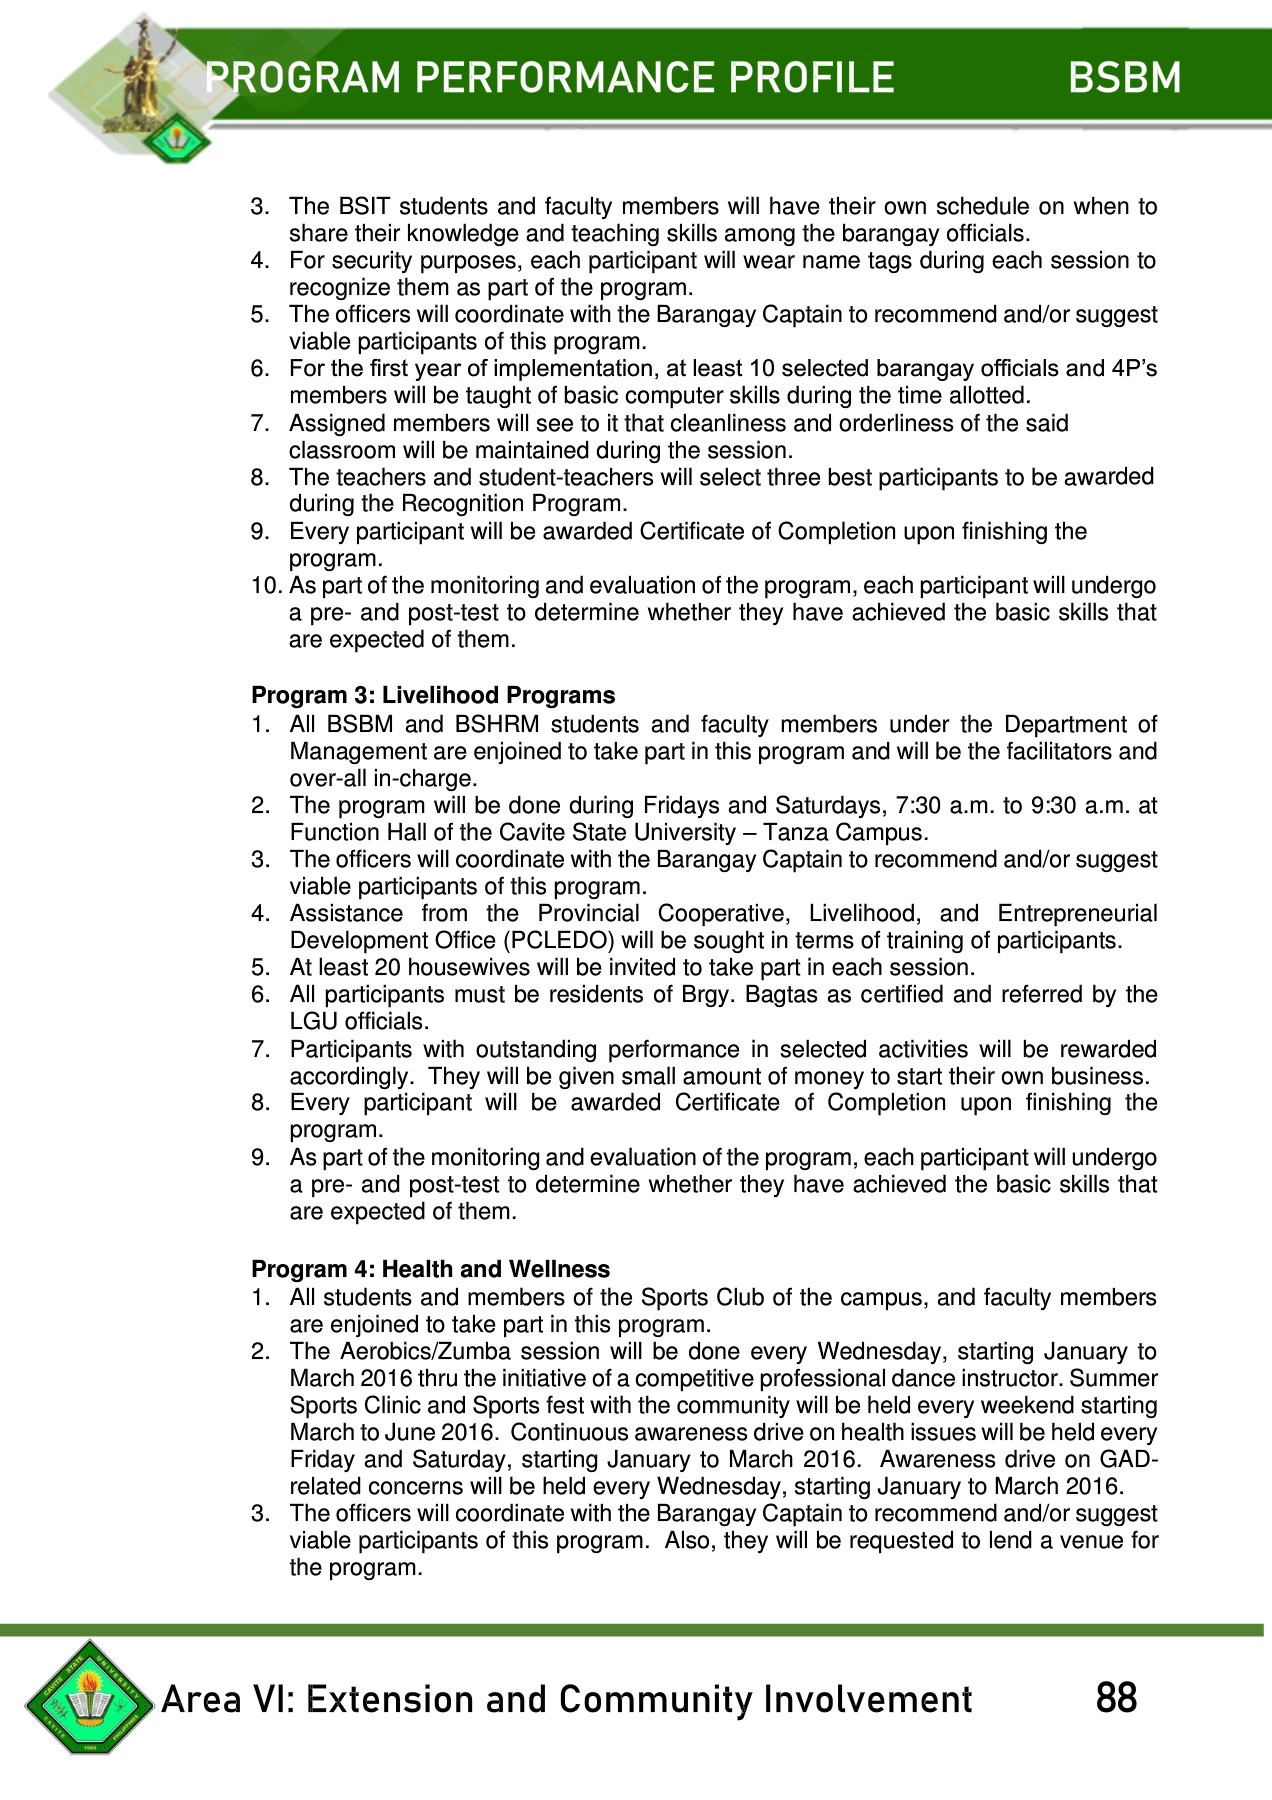 PROGRAM PERFORMANCE PROFILE BSBM
3. The BSIT students and faculty members will have their own schedule on when to
share their knowledge and teaching skills among the barangay officials.
4. For security purposes, each participant will wear name tags during each session to
recognize them as part of the program.
5. The officers will coordinate with the Barangay Captain to recommend and/or suggest
viable participants of this program.
6. For the first year of implementation, at least 10 selected barangay officials and 4P's
members will be taught of basic computer skills during the time allotted.
7. Assigned members will see to it that cleanliness and orderliness of the said
classroom will be maintained during the session.
8. The teachers and student-teachers will select three best participants to be awarded
during the Recognition Program.
9. Every participant will be awarded Certificate of Completion upon finishing the
program.
10. As part of the monitoring and evaluation of the program, each participant will undergo
a pre- and post-test to determine whether they have achieved the basic skills that
are expected of them.
Program 3: Livelihood Programs
1. All BSBM and BSHRM students and faculty members under the Department of
Management are enjoined to take part in this program and will be the facilitators and
over-all in-charge.
2. The program will be done during Fridays and Saturdays, 7:30 a.m. to 9:30 a.m. at
Function Hall of the Cavite State University – Tanza Campus.
3. The officers will coordinate with the Barangay Captain to recommend and/or suggest
viable participants of this program.
4. Assistance from the Provincial Cooperative, Livelihood, and Entrepreneurial
Development Office (PCLEDO) will be sought in terms of training of participants.
5. At least 20 housewives will be invited to take part in each session.
6. All participants must be residents of Brgy. Bagtas as certified and referred by the
LGU officials.
7. Participants with outstanding performance in selected activities will be rewarded
accordingly. They will be given small amount of money to start their own business.
8. Every participant will be awarded Certificate of Completion upon finishing the
program.
9. As part of the monitoring and evaluation of the program, each participant will undergo
a pre- and post-test to determine whether they have achieved the basic skills that
are expected of them.
Program 4: Health and Wellness
1. All students and members of the Sports Club of the campus, and faculty members
are enjoined to take part in this program.
2. The Aerobics/Zumba session will be done every Wednesday, starting January to
March 2016 thru the initiative of a competitive professional dance instructor. Summer
Sports Clinic and Sports fest with the community will be held every weekend starting
March to June 2016. Continuous awareness drive on health issues will be held every
Friday and Saturday, starting January to March 2016. Awareness drive on GAD-
related concerns will be held every Wednesday, starting January to March 2016.
3. The officers will coordinate with the Barangay Captain to recommend and/or suggest
viable participants of this program. Also, they will be requested to lend a venue for
the program.
CAVITE STATE UNIVERSITY
CAVITE PHILIPPINES
1906
Area VI: Extension and Community Involvement 88